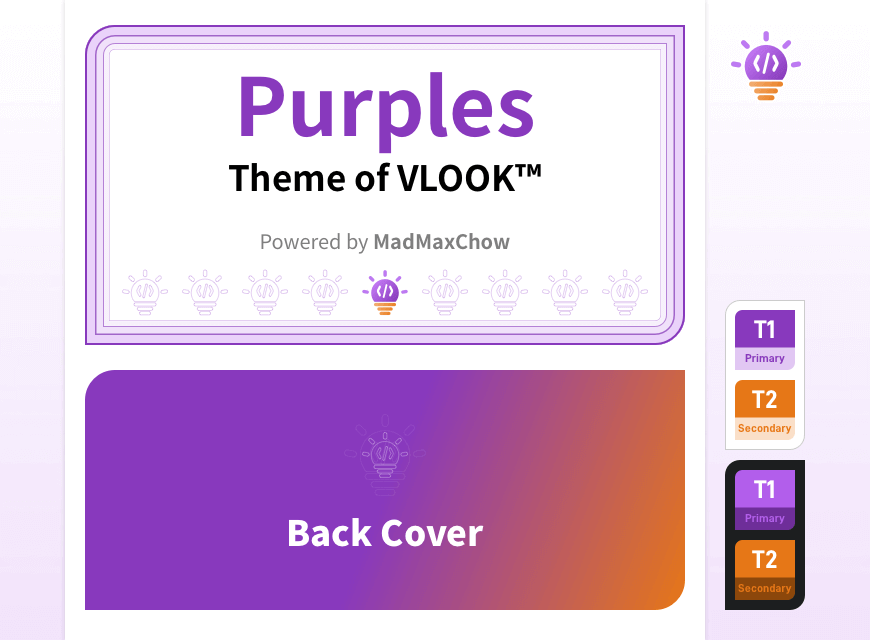 Purples
Theme of VLOOK™
Powered by MadMaxChow
Back Cover
T1
Primary
T2
Secondary
T1
Primary
T2
Secondary